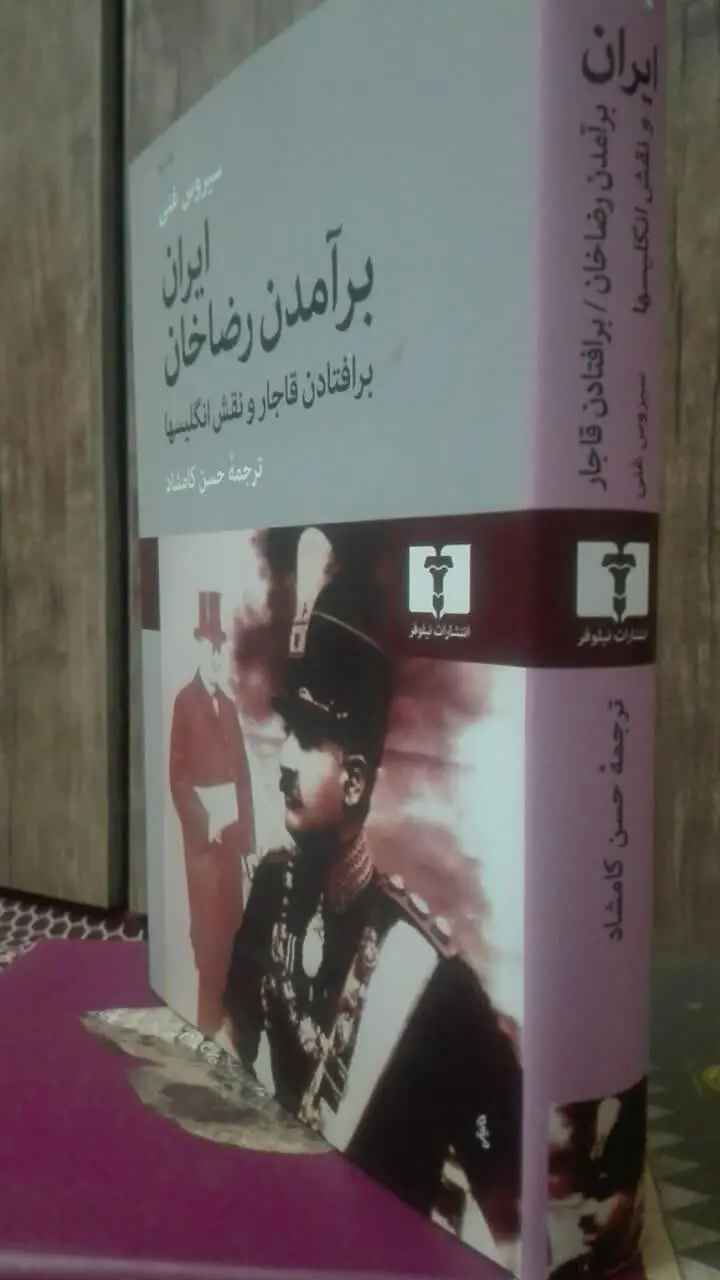 سیروس غنی
ایران
برآمدن رضاخان
برافتادن قاجار و نقش انگلیسها
ترجمهٔ حسن کامشاد
انتشارات نیلوفر
ایران
برآمدن رضاخان / برافتادن قاجار
و نقش انگلیسها
سیروس غنی
انتشارات نیلوفر
ترجمهٔ حسن کامشاد